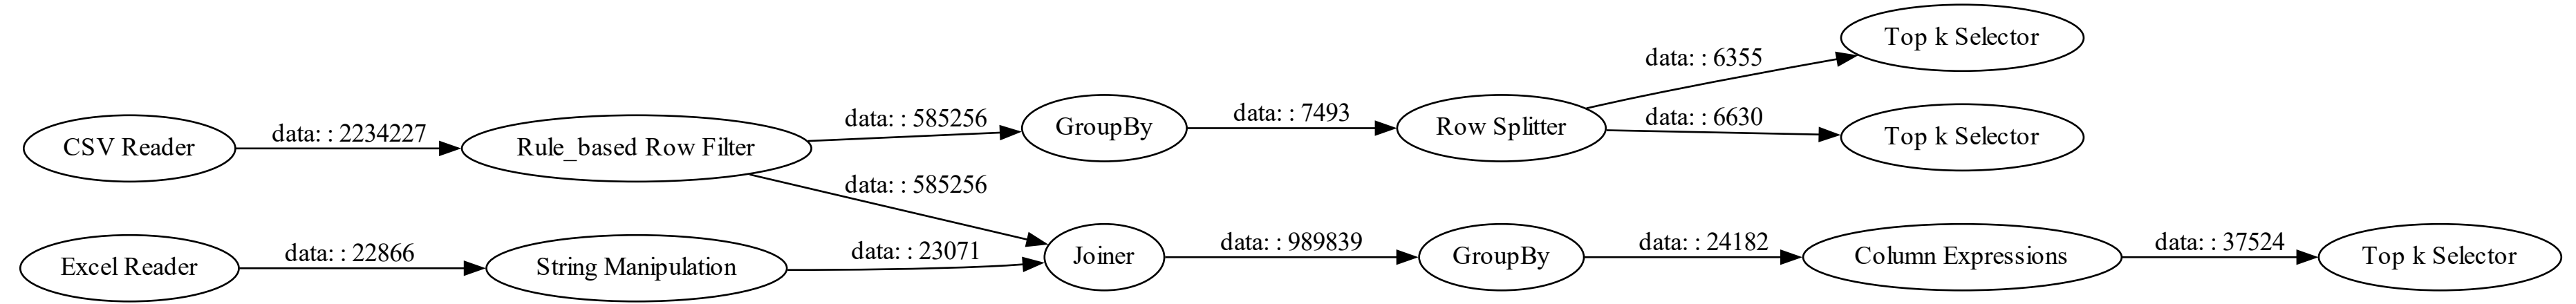 Top k Selector
data: : 6355
data: : 585256
GroupBy
data: : 7493
Row Splitter
data: : 6630
Top k Selector
CSV Reader
data: : 2234227
Rule_based Row Filter
data: : 585256
Excel Reader
data: : 22866
String Manipulation
data: : 23071
Joiner
data: : 989839
GroupBy
data: : 24182
Column Expressions
data: : 37524
Top k Selector